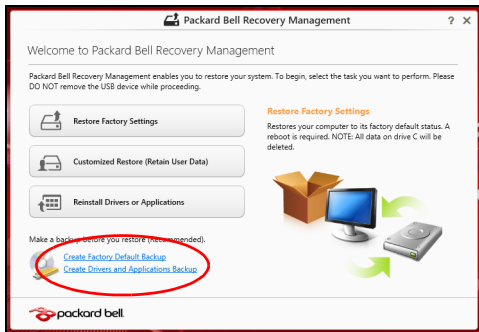 Packard Bell Recovery Management
? X
Welcome to Packard Bell Recovery Management
Packard Bell Recovery Management enables you to restore your system. To begin, select the task you want to perform. Please
DO NOT remove the USB device while proceeding.
Restore Factory Settings
Customized Restore (Retain User Data)
Reinstall Drivers or Applications
Restore Factory Settings
Restores your computer to its factory default status. A
reboot is required. NOTE: All data on drive C will be
deleted.
Make a backup before you restore (Recommended).
Create Factory Default Backup
Create Drivers and Applications Backup
packard bell